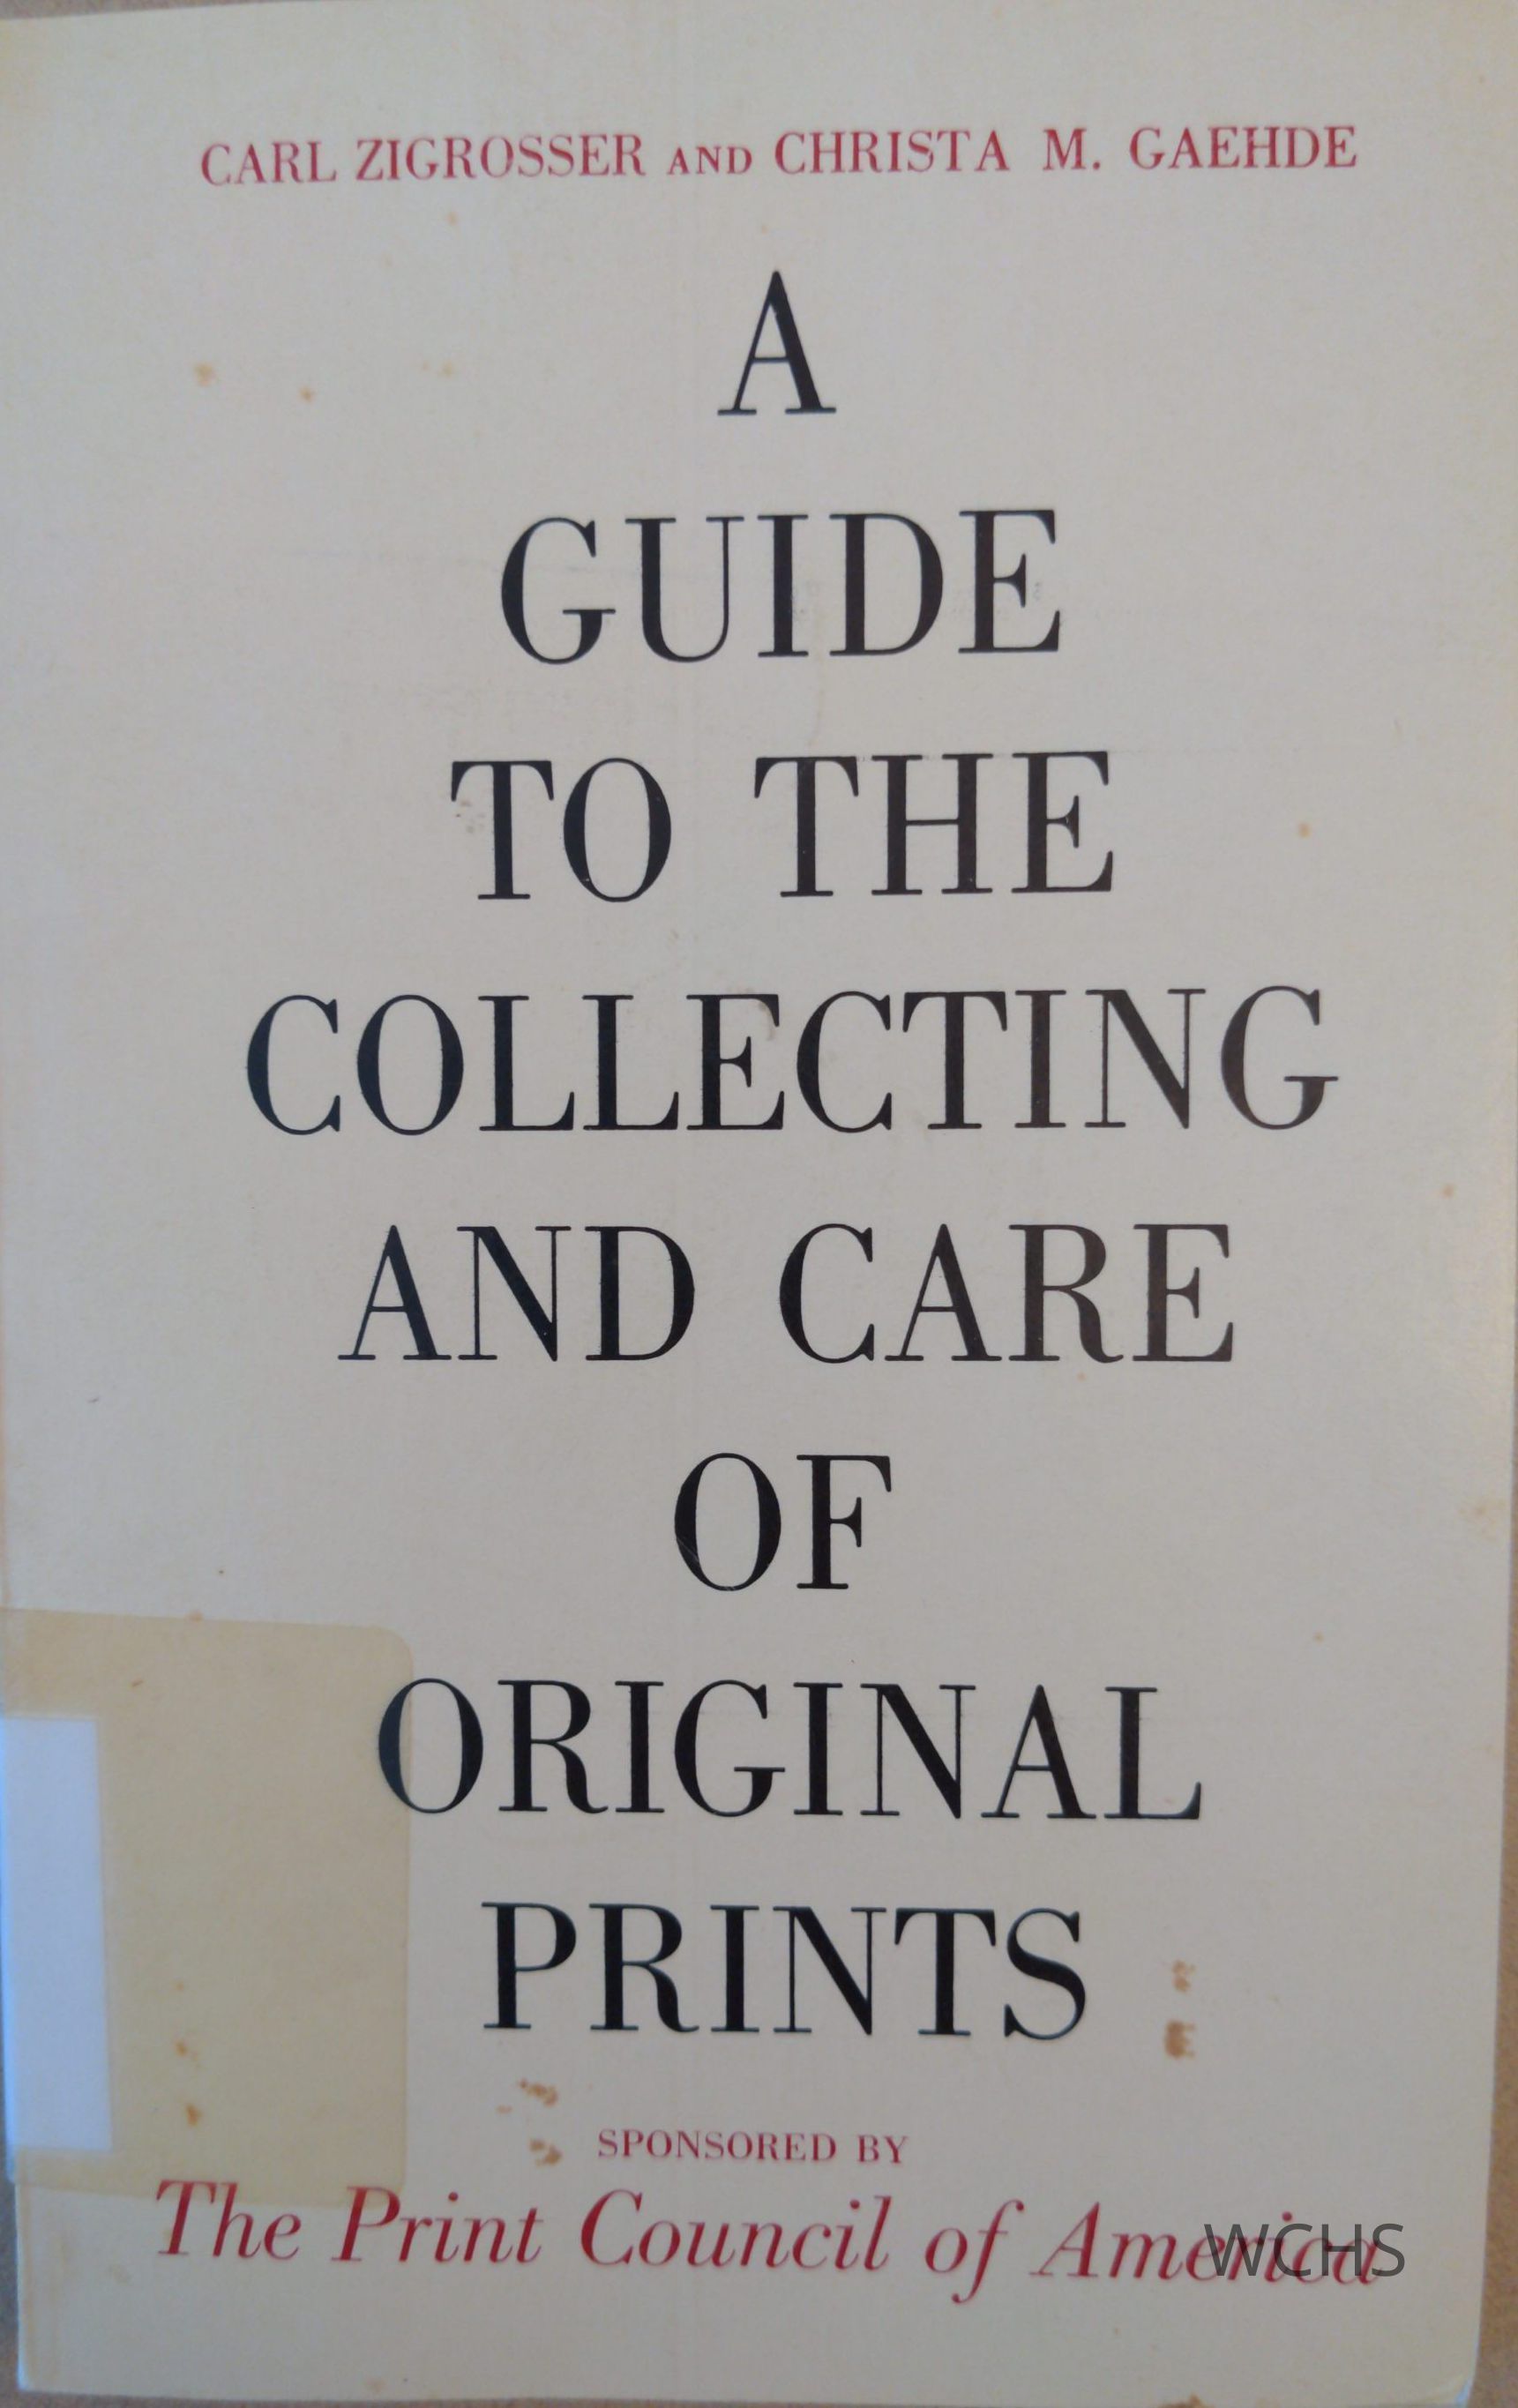 CARL ZIGROSSER AND CHRISTA M. GAEHDE
A
GUIDE
TO THE
COLLECTING
AND CARE
OF
ORIGINAL
PRINTS
SPONSORED BY
The Print Council of America
WCHS